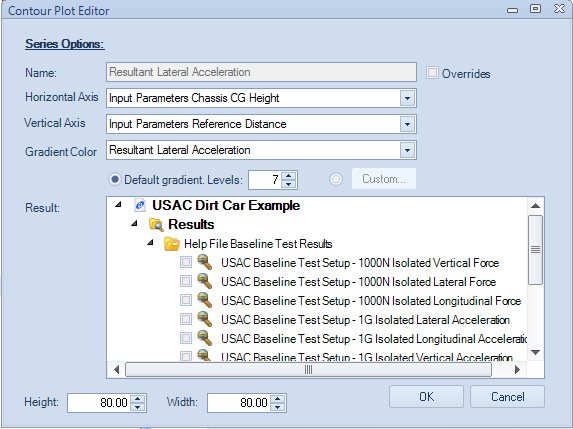 Contour Plot Editor
Series Options:
Name: Resultant Lateral Acceleration Overrides
Horizontal Axis Input Parameters Chassis CG Height
Vertical Axis Input Parameters Reference Distance
Gradient Color Resultant Lateral Acceleration
Default gradient. Levels: 7 Custom...
Result: USAC Dirt Car Example
Results
Help File Baseline Test Results
USAC Baseline Test Setup - 1000N Isolated Vertical Force
USAC Baseline Test Setup - 1000N Isolated Lateral Force
USAC Baseline Test Setup - 1000N Isolated Longitudinal Force
USAC Baseline Test Setup - 1G Isolated Lateral Acceleration
USAC Baseline Test Setup - 1G Isolated Longitudinal Acceleratio
USAC Baseline Test Setup - 1G Isolated Vertical Acceleration
Height: 80.00 Width: 80.00 OK Cancel